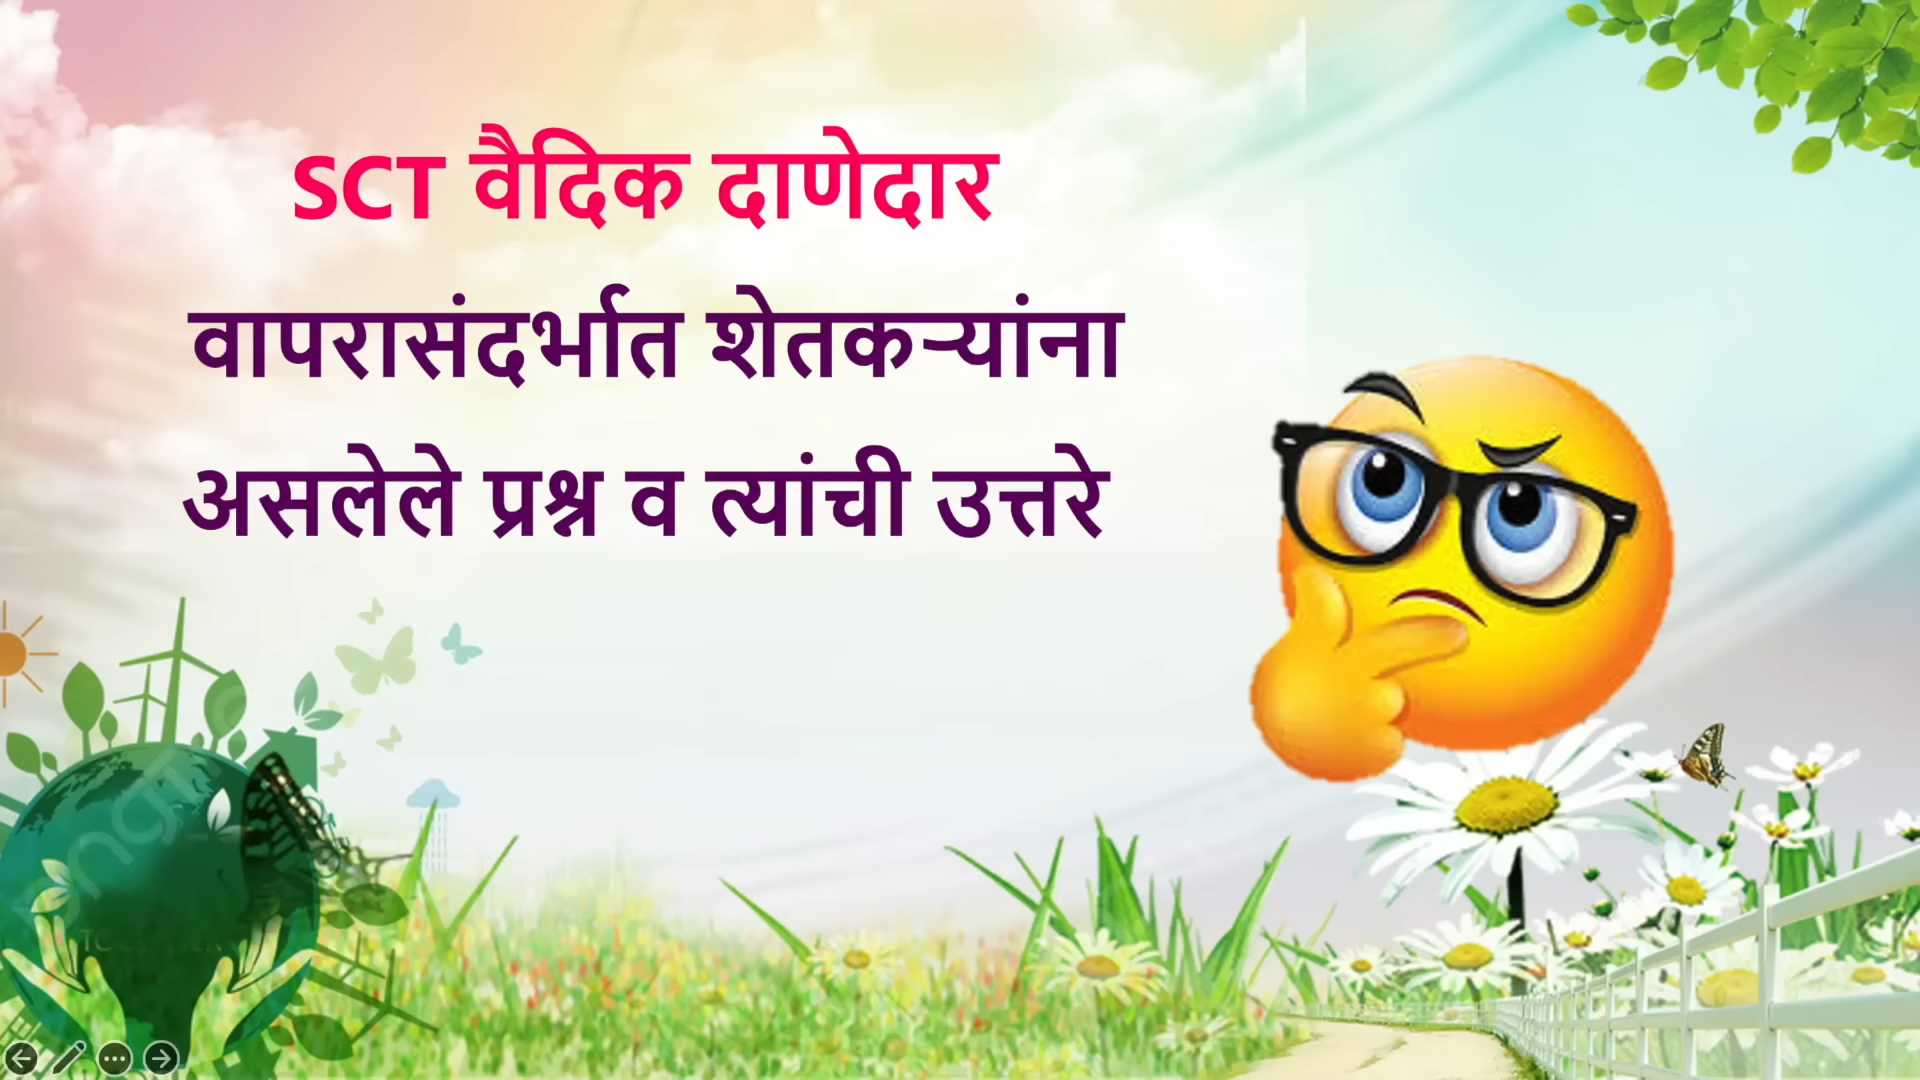 SCT वैदिक दाणेदार
वापरासंदर्भात शेतकऱ्यांना
असलेले प्रश्न व त्यांची उत्तरे